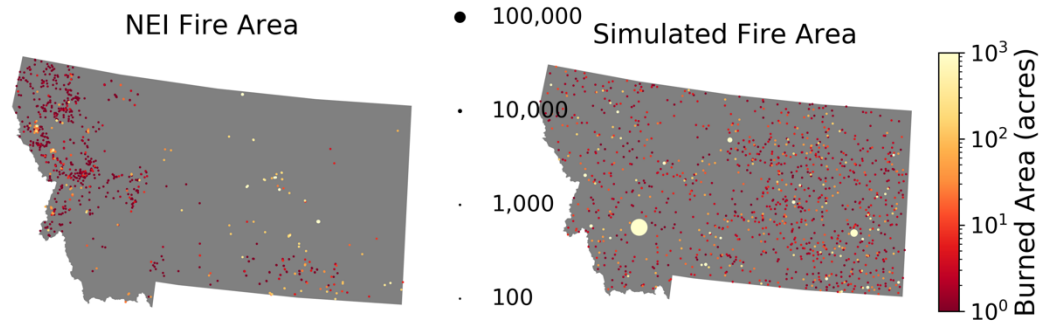 NEI Fire Area
100,000
10,000
1,000
100
Simulated Fire Area
10³
10²
10¹
10⁰
Burned Area (acres)